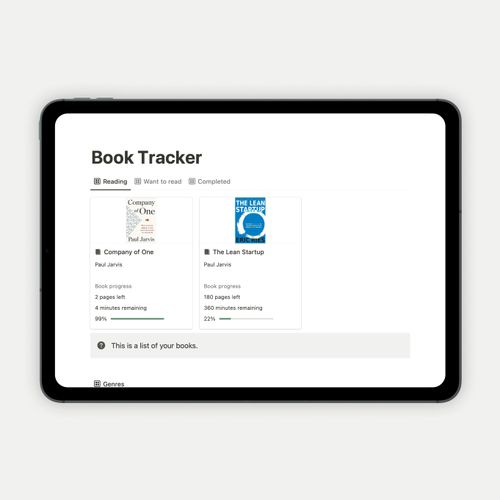 Book Tracker
Reading Want to read Completed
Company
of One
Paul Jarvis
THE LEAN
STARTUP
ERIC RIES
Company of One
Paul Jarvis
Book progress
2 pages left
4 minutes remaining
99%
The Lean Startup
Paul Jarvis
Book progress
180 pages left
360 minutes remaining
22%
This is a list of your books.
Genres